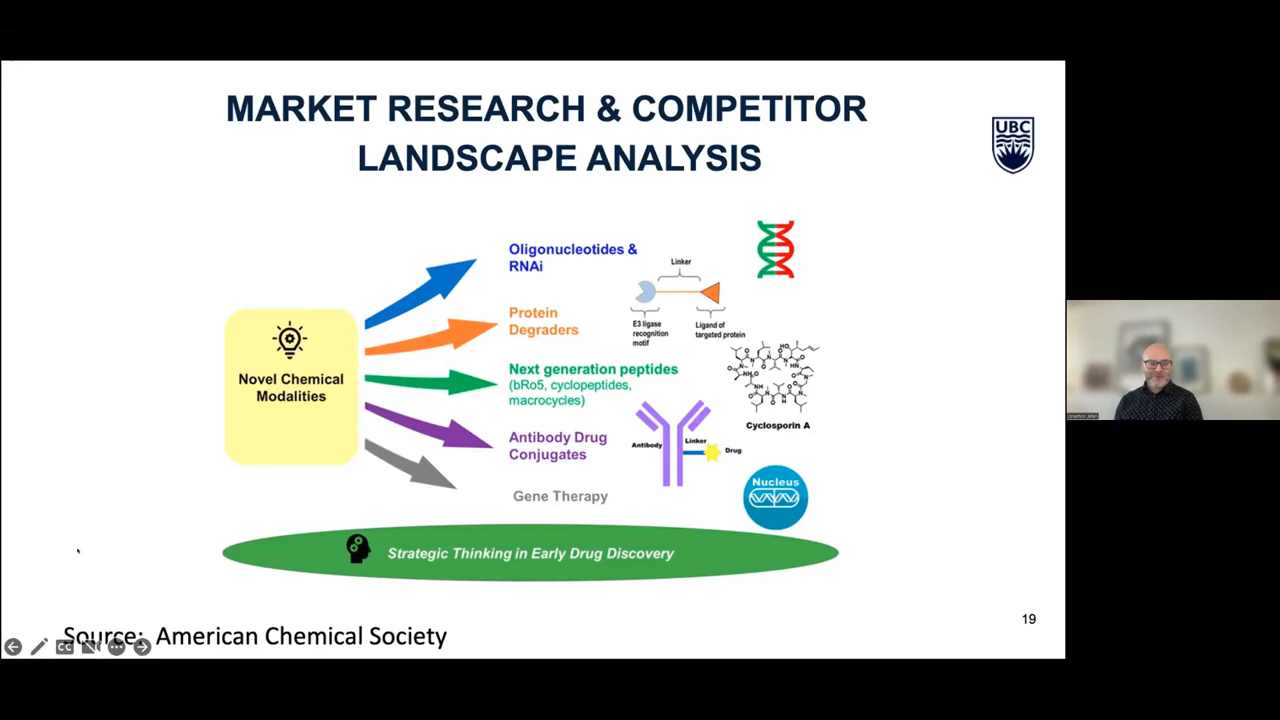 MARKET RESEARCH & COMPETITOR
LANDSCAPE ANALYSIS
UBC
Novel Chemical
Modalities
Oligonucleotides &
RNAi
Linker
E3 ligase
recognition
motif
Ligand of
targeted protein
Protein
Degraders
Next generation peptides
(bRo5, cyclopeptides,
macrocycles)
HO
Cyclosporin A
Antibody Drug
Conjugates
Antibody
Linker
Drug
Gene Therapy
Nucleus
Strategic Thinking in Early Drug Discovery
19
Source: American Chemical Society
CC